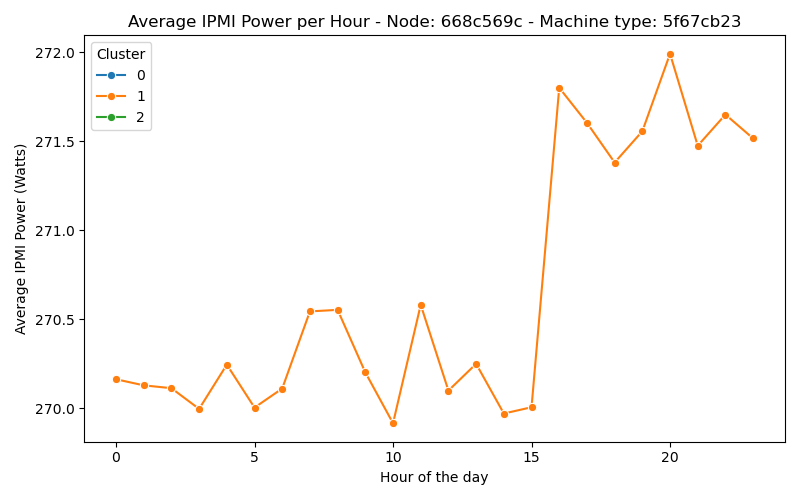 Average IPMI Power per Hour - Node: 668c569c - Machine type: 5f67cb23
Cluster
0
1
2
272.0
271.5
271.0
270.5
270.0
Average IPMI Power (Watts)
0 5 10 15 20
Hour of the day